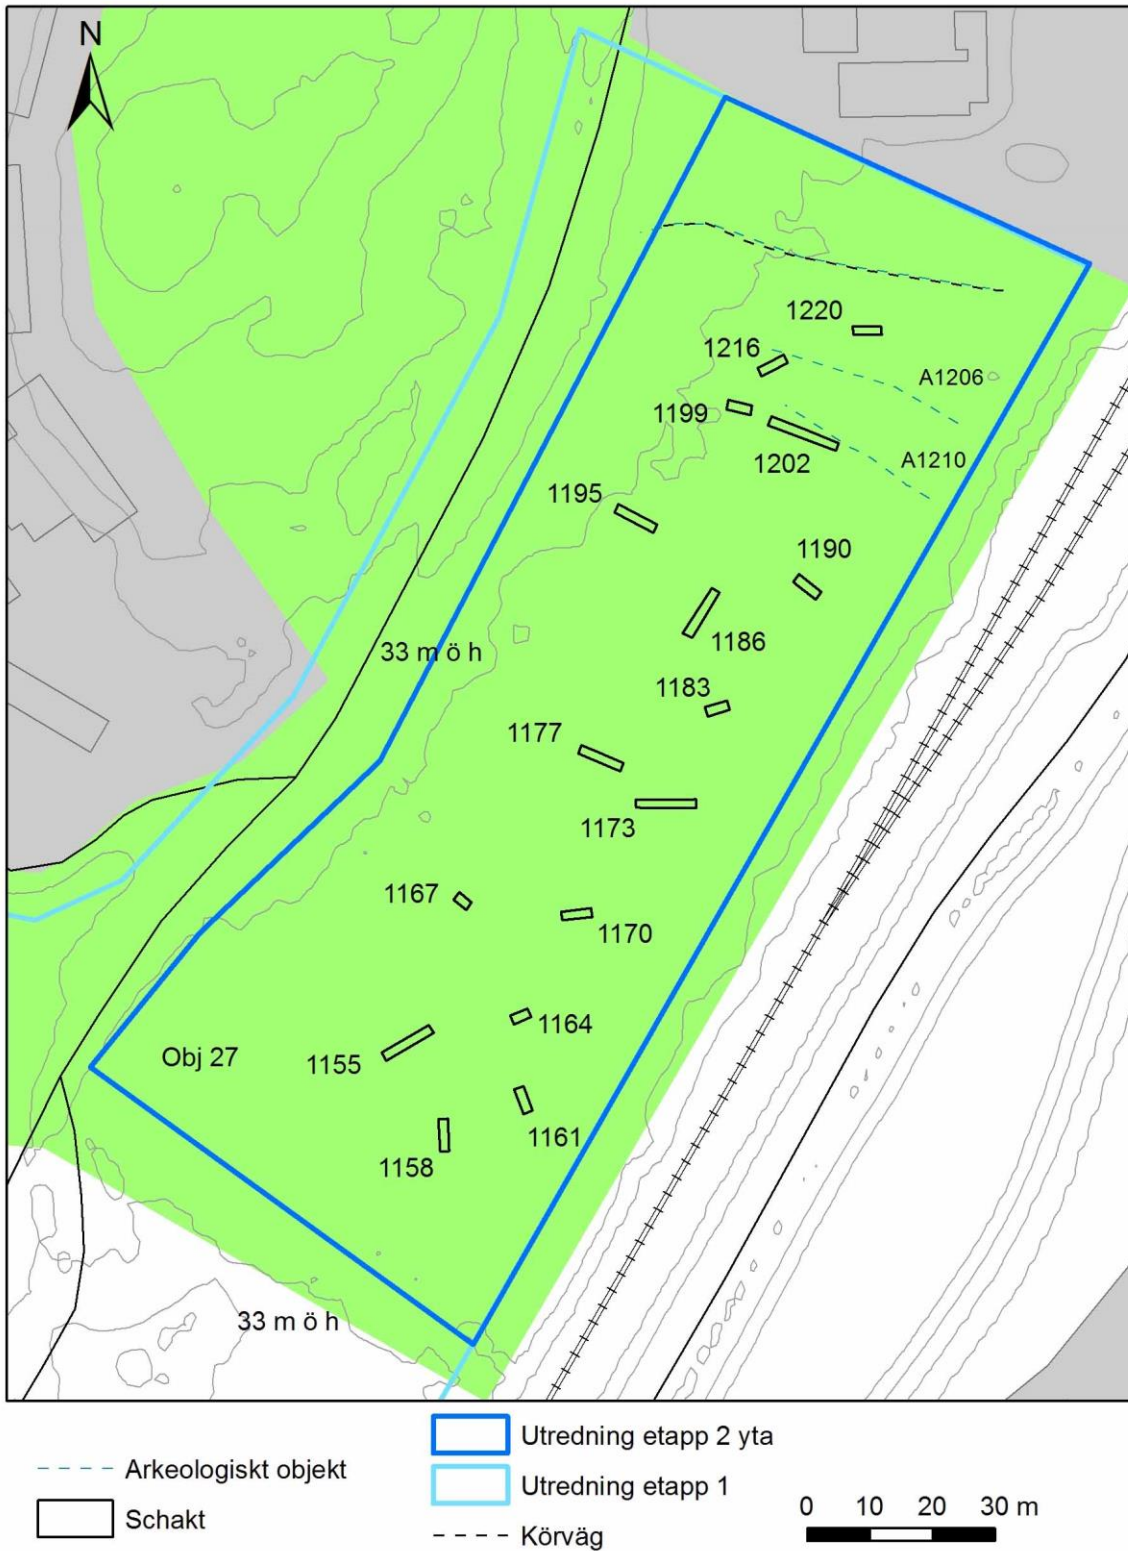 N
1220
1216
A1206
1199
1202
A1210
1195
1190
1186
33 m ö h
1183
1177
1173
1167
1170
1164
1155
Obj 27
1161
1158
33 m ö h
Arkeologiskt objekt
Schakt
Utredning etapp 2 yta
Utredning etapp 1
Körväg
0 10 20 30 m